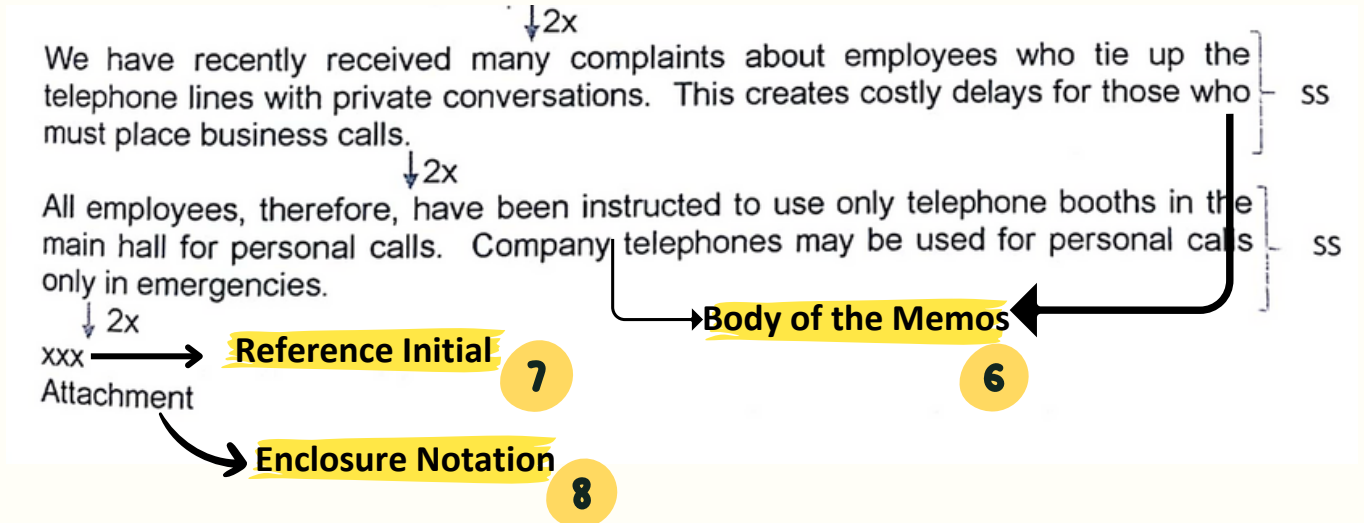 2x
We have recently received many complaints about employees who tie up the
telephone lines with private conversations. This creates costly delays for those who
must place business calls.
SS
2x
All employees, therefore, have been instructed to use only telephone booths in the
main hall for personal calls. Company telephones may be used for personal calls
only in emergencies.
SS
2x
Body of the Memos
6
xxx
Reference Initial
7
Attachment
Enclosure Notation
8